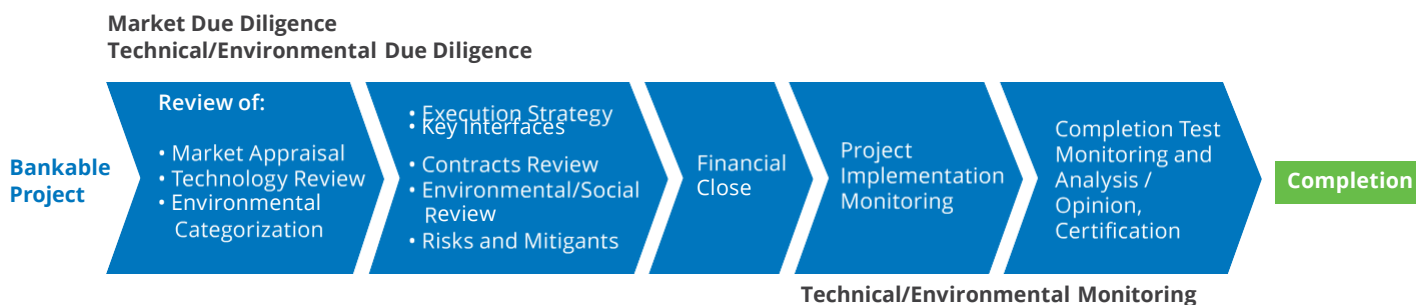 Market Due Diligence
Technical/Environmental Due Diligence
Bankable
Project
Review of:
• Market Appraisal
• Technology Review
• Environmental
Categorization
• Execution Strategy
• Key Interfaces
• Contracts Review
• Environmental/Social
Review
• Risks and Mitigants
Financial
Close
Project
Implementation
Monitoring
Completion Test
Monitoring and
Analysis /
Opinion,
Certification
Completion
Technical/Environmental Monitoring